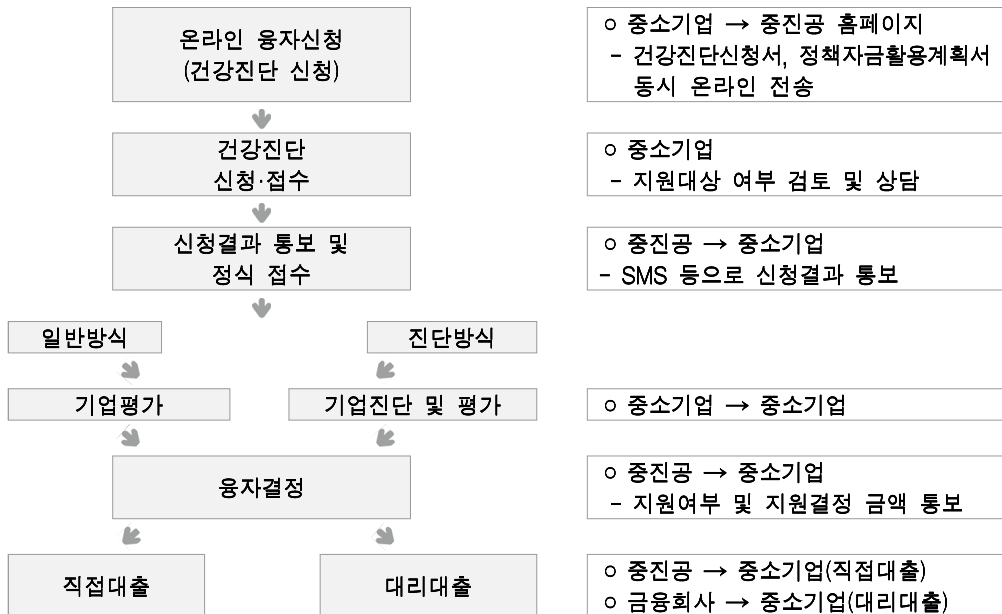 온라인 융자신청
(건강진단 신청)
○ 중소기업 → 중진공 홈페이지
- 건강진단신청서, 정책자금활용계획서
동시 온라인 전송
건강진단
신청·접수
○ 중소기업
- 지원대상 여부 검토 및 상담
신청결과 통보 및
정식 접수
○ 중진공 → 중소기업
- SMS 등으로 신청결과 통보
일반방식
진단방식
기업평가
기업진단 및 평가
○ 중소기업 → 중소기업
융자결정
○ 중진공 → 중소기업
- 지원여부 및 지원결정 금액 통보
직접대출
대리대출
○ 중진공 → 중소기업(직접대출)
○ 금융회사 → 중소기업(대리대출)